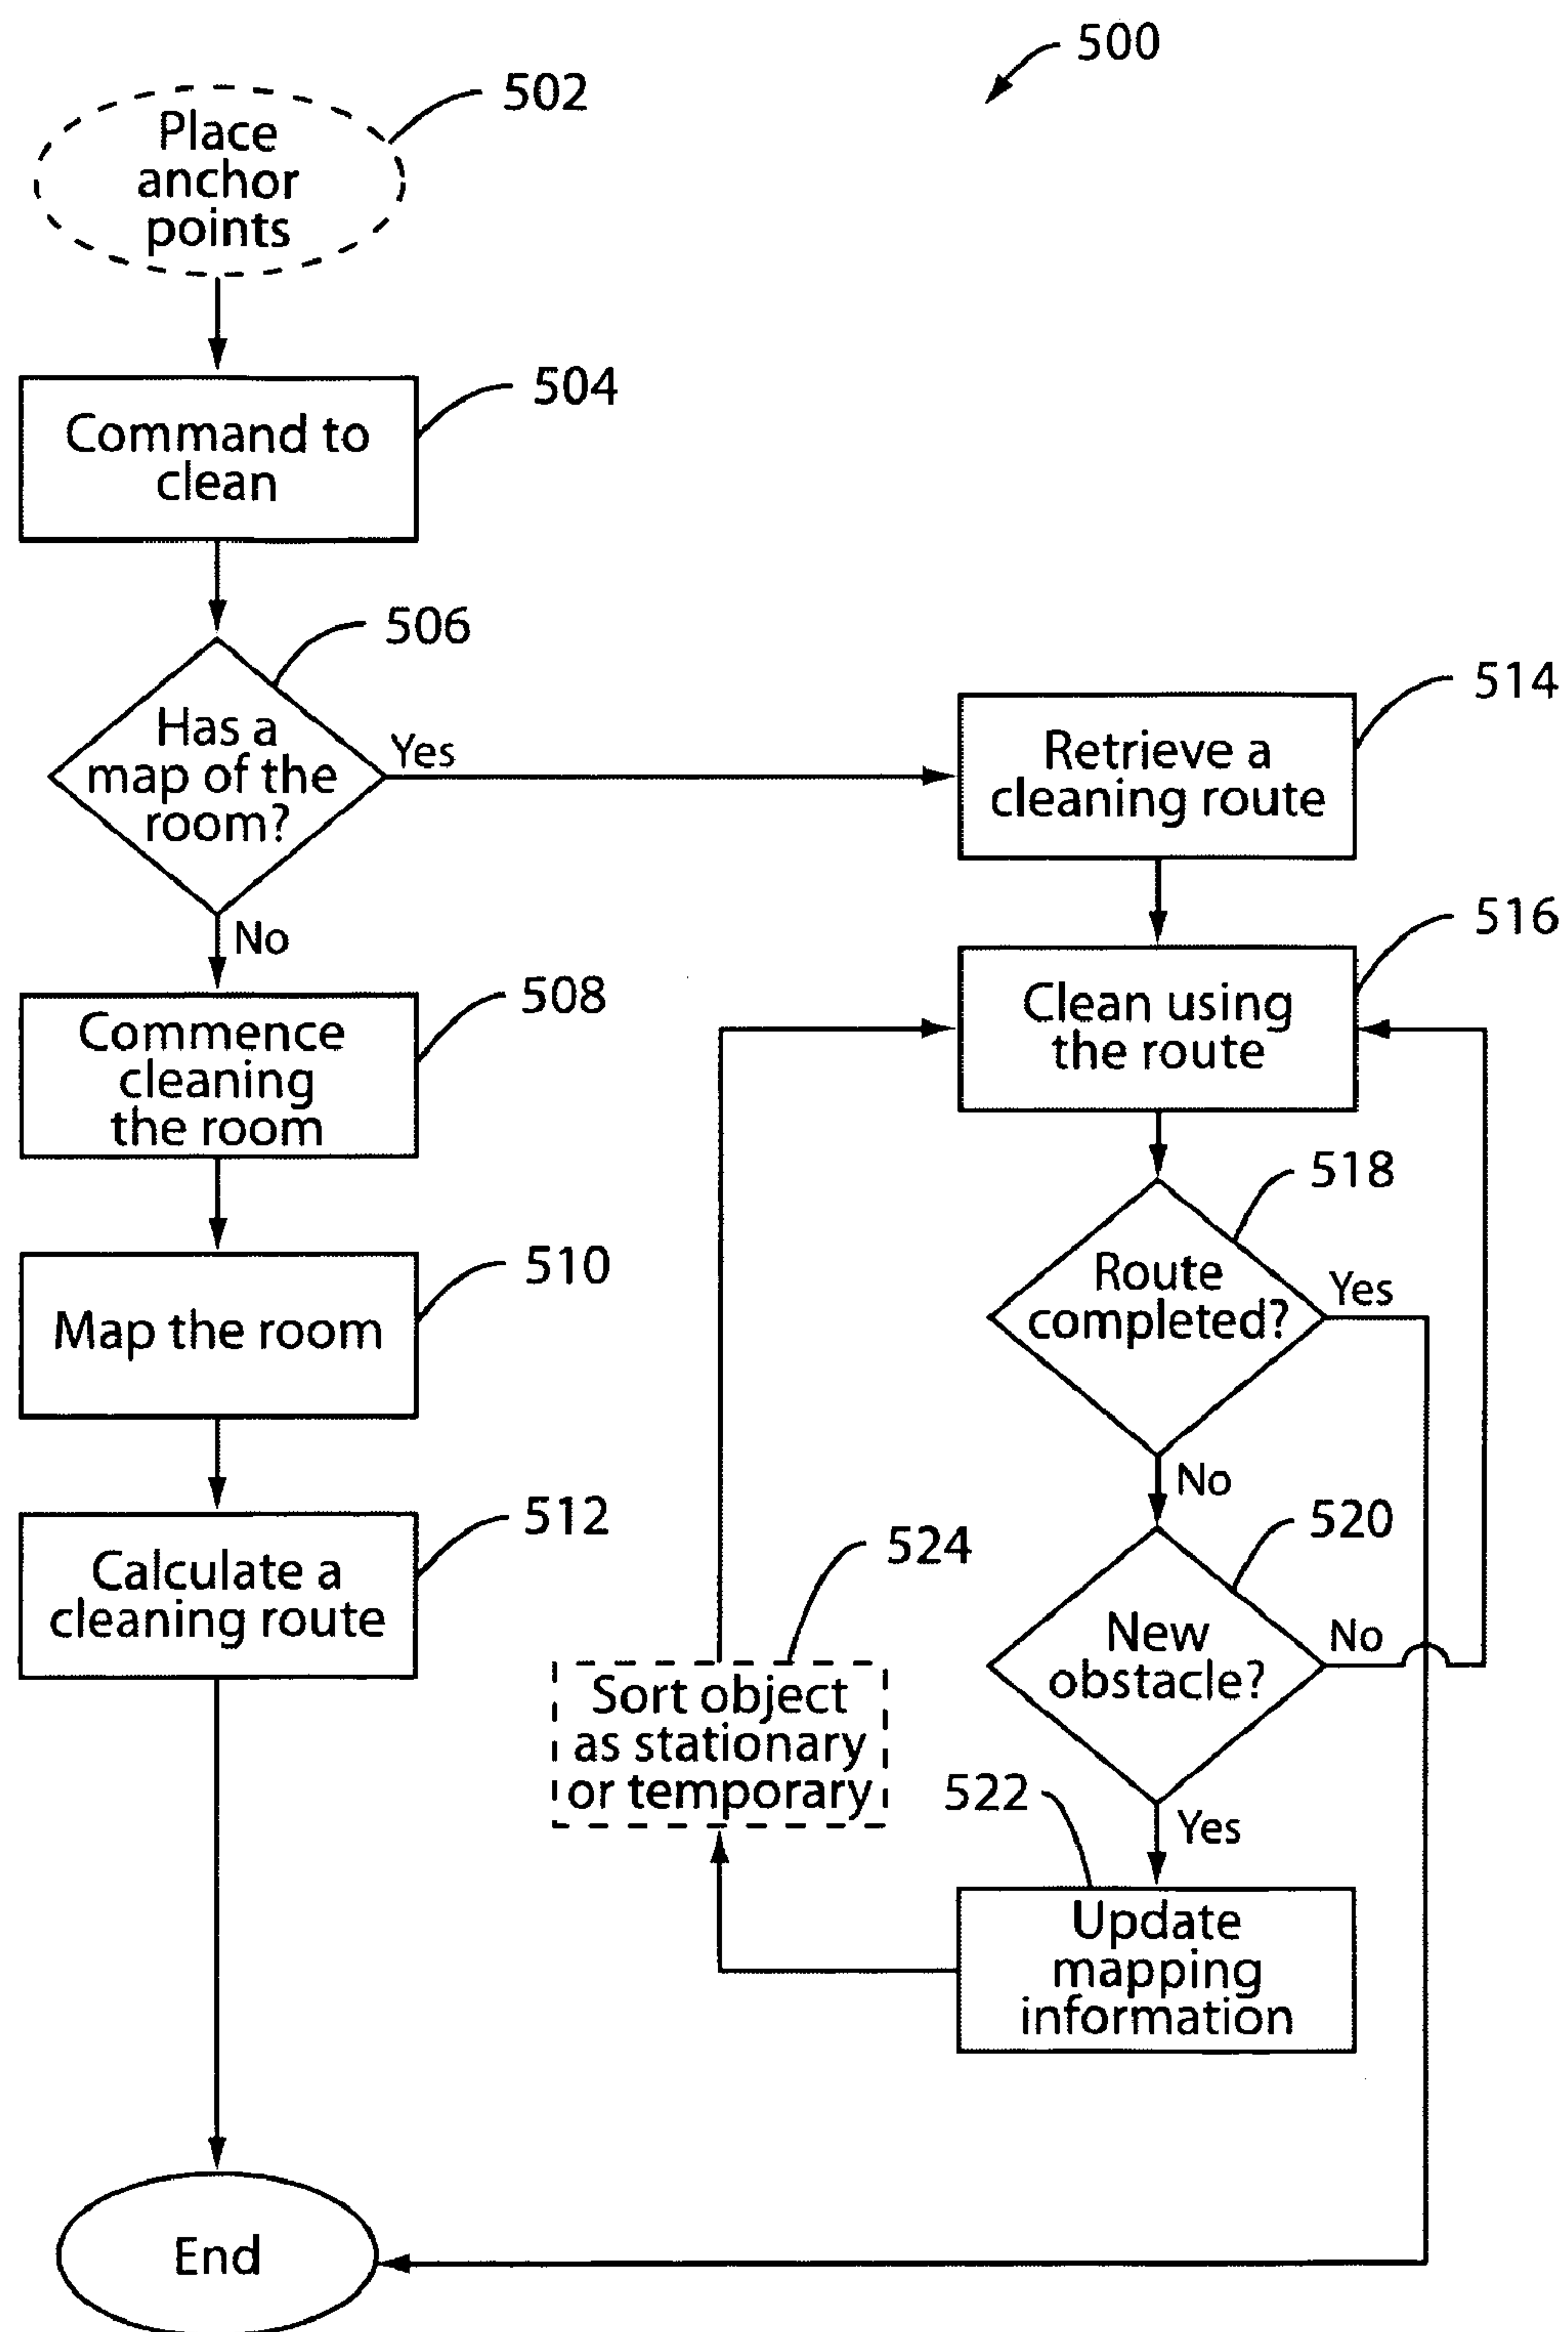 500
502
Place
anchor
points
504
Command to
clean
506
Has a
map of the
room?
Yes
No
508
Commence
cleaning
the room
510
Map the room
512
Calculate a
cleaning route
514
Retrieve a
cleaning route
516
Clean using
the route
518
Route
completed?
Yes
No
520
New
obstacle?
No
Yes
522
Update
mapping
information
524
Sort object
as stationary
or temporary
End